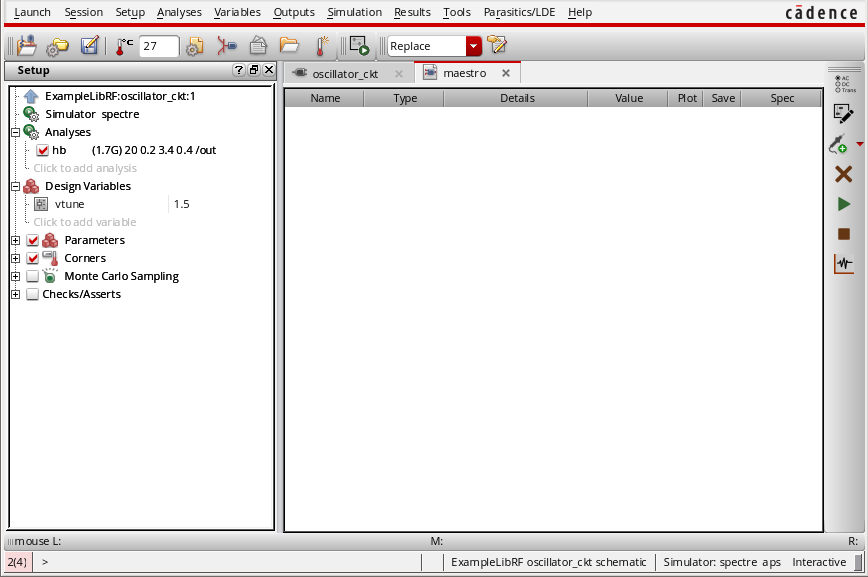 Launch Session Setup Analyses Variables Outputs Simulation Results Tools Parasitics/LDE Help cādence
°C 27 Replace
Setup ? oscillator_ckt maestro
AC
DC
Trans
Name Type Details Value Plot Save Spec
ExampleLibRF:oscillator_ckt:1
Simulator spectre
Analyses
hb (1.7G) 20 0.2 3.4 0.4 /out
Click to add analysis
Design Variables
vtune 1.5
Click to add variable
Parameters
Corners
Monte Carlo Sampling
Checks/Asserts
mouse L: M: R:
2(4) > ExampleLibRF oscillator_ckt schematic Simulator: spectre aps Interactive